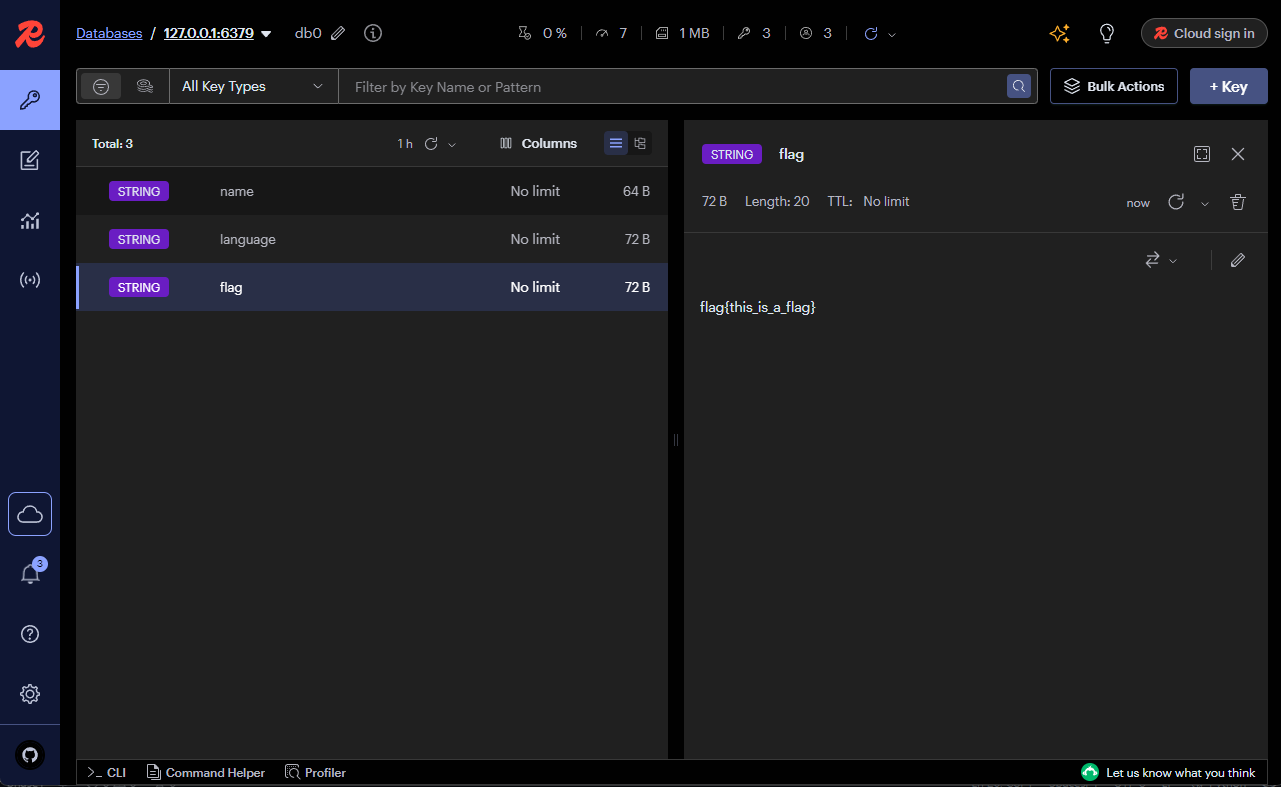 Databases / 127.0.0.1:6379 db0 0 % 7 1 MB 3 3 Cloud sign in
All Key Types Filter by Key Name or Pattern Bulk Actions + Key
Total: 3 1 h Columns
STRING name No limit 64 B
STRING language No limit 72 B
STRING flag No limit 72 B
STRING flag
72 B Length: 20 TTL: No limit now
flag{this_is_a_flag}
3
>_ CLI Command Helper Profiler Let us know what you think